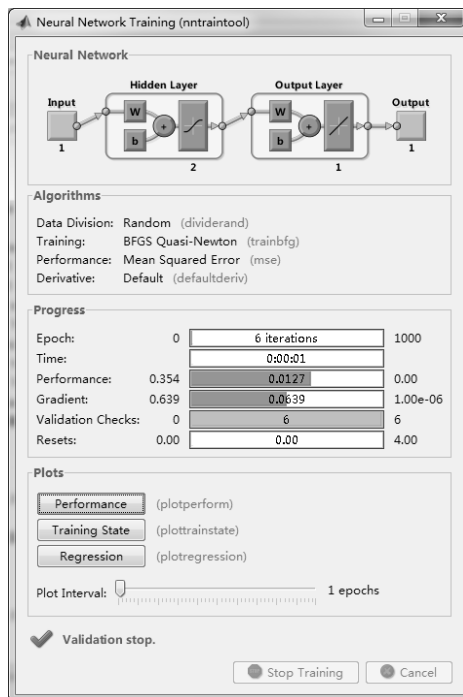 Neural Network Training (nntraintool)
Neural Network
Hidden Layer
Output Layer
Input
Output
W
b
+
W
b
+
1
2
1
1
Algorithms
Data Division: Random (dividerand)
Training: BFGS Quasi-Newton (trainbfg)
Performance: Mean Squared Error (mse)
Derivative: Default (defaultderiv)
Progress
Epoch: 0 6 iterations 1000
Time: 0:00:01
Performance: 0.354 0.0127 0.00
Gradient: 0.639 0.0639 1.00e-06
Validation Checks: 0 6 6
Resets: 0.00 0.00 4.00
Plots
Performance (plotperform)
Training State (plottrainstate)
Regression (plotregression)
Plot Interval: 1 epochs
Validation stop.
Stop Training Cancel